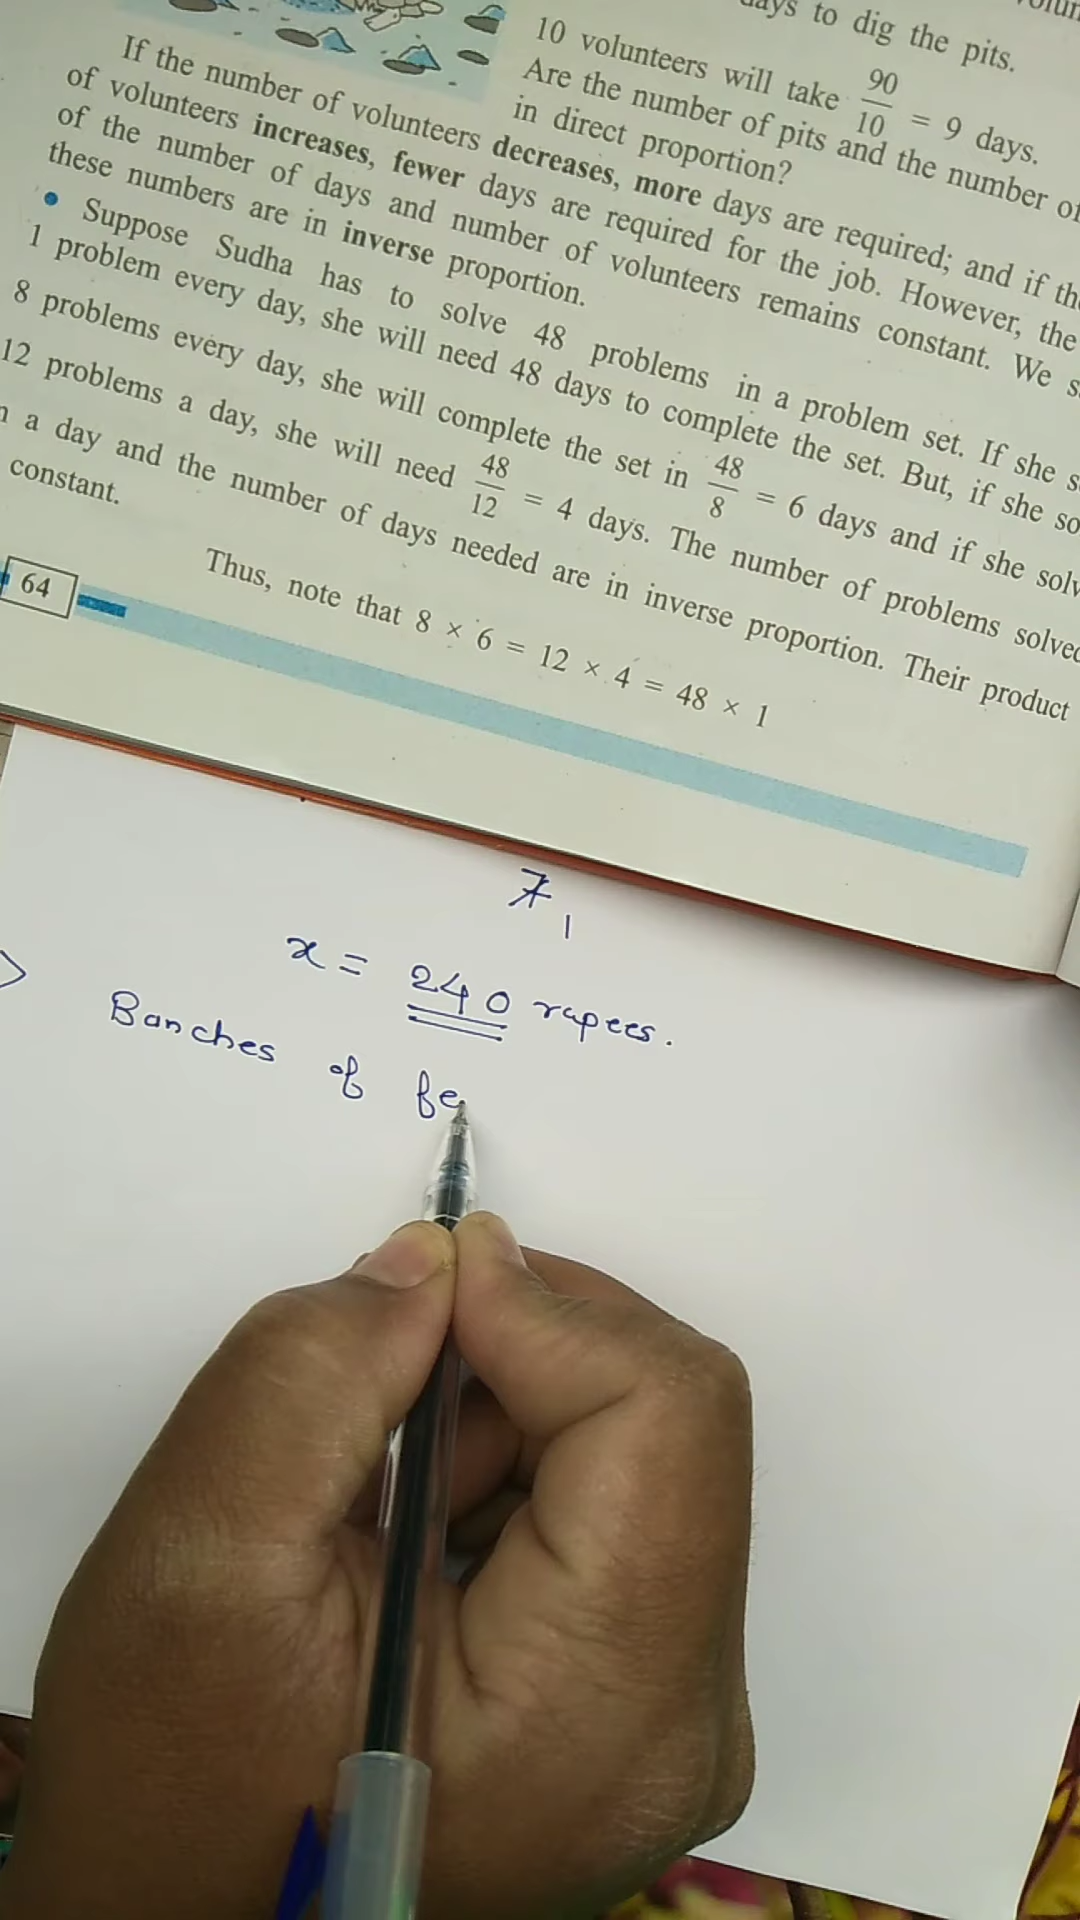 days to dig the pits.
10 volunteers will take 90/10 = 9 days.
Are the number of pits and the number of
in direct proportion?
If the number of volunteers decreases, more days are required; and if the
of volunteers increases, fewer days are required for the job. However, the
of the number of days and number of volunteers remains constant. We s
these numbers are in inverse proportion.
• Suppose Sudha has to solve 48 problems in a problem set. If she s
1 problem every day, she will need 48 days to complete the set. But, if she so
8 problems every day, she will complete the set in 48/8 = 6 days and if she solv
12 problems a day, she will need 48/12 = 4 days. The number of problems solved
n a day and the number of days needed are in inverse proportion. Their product
constant.
Thus, note that 8 × 6 = 12 × 4 = 48 × 1
64
7 1
x = 240 rupees.
Banches of fe